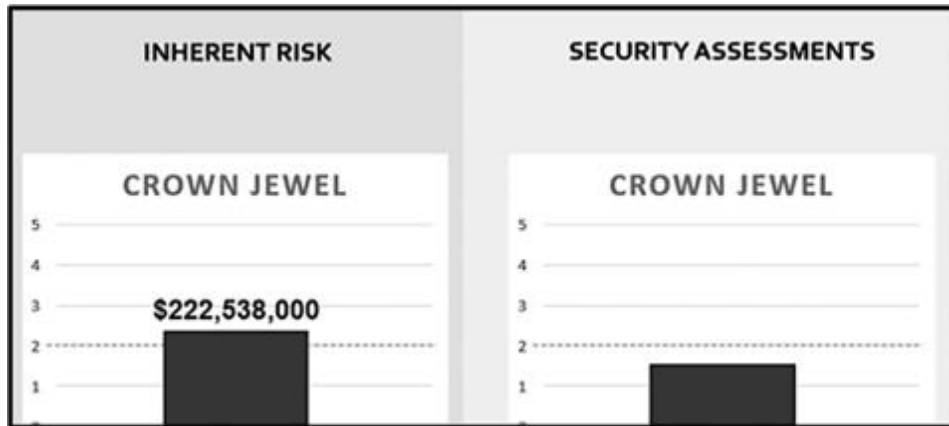 INHERENT RISK
SECURITY ASSESSMENTS
CROWN JEWEL
5
4
3
$222,538,000
2
1
CROWN JEWEL
5
4
3
2
1